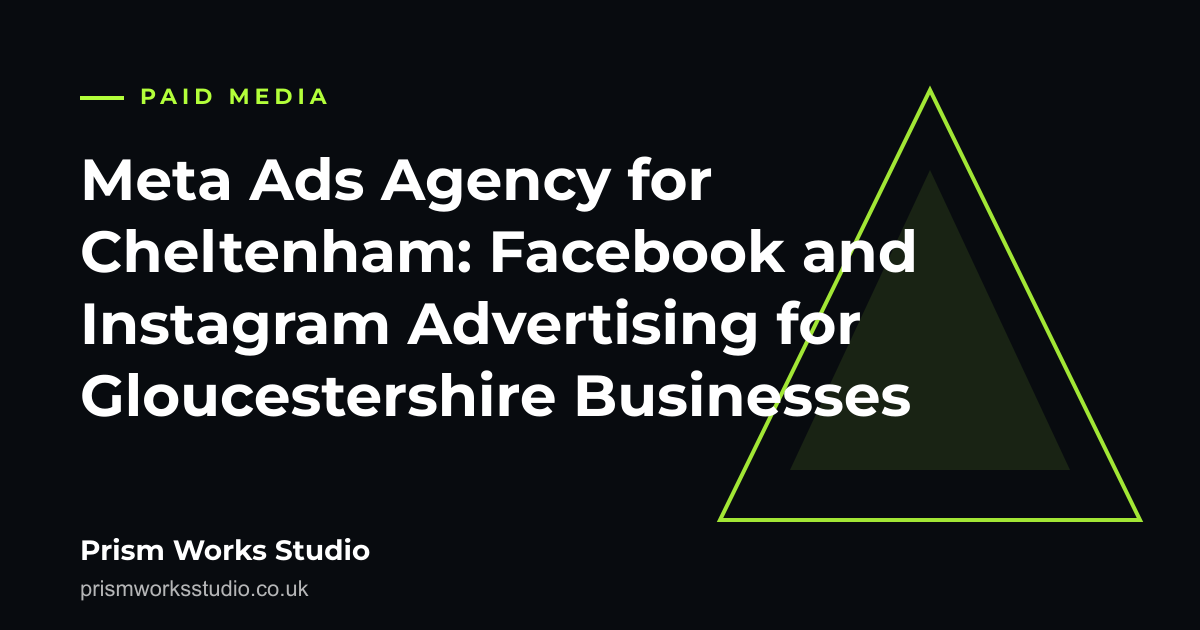 PAID MEDIA
Meta Ads Agency for
Cheltenham: Facebook and
Instagram Advertising for
Gloucestershire Businesses
Prism Works Studio
prismworksstudio.co.uk